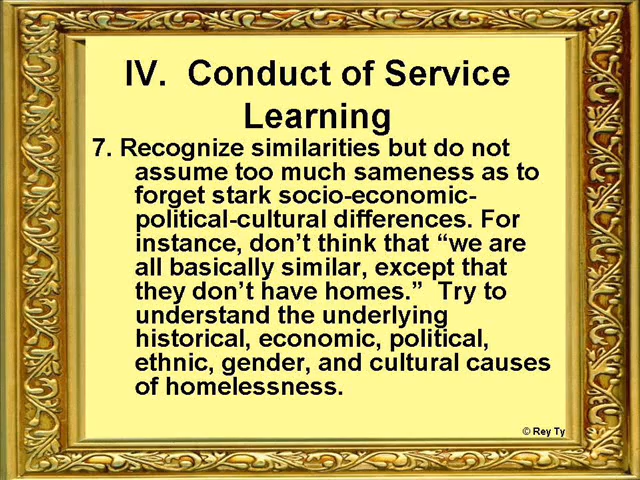 IV.  Conduct of Service
Learning
7. Recognize similarities but do not
assume too much sameness as to
forget stark socio-economic-
political-cultural differences. For
instance, don’t think that “we are
all basically similar, except that
they don’t have homes.”  Try to
understand the underlying
historical, economic, political,
ethnic, gender, and cultural causes
of homelessness.
© Rey Ty